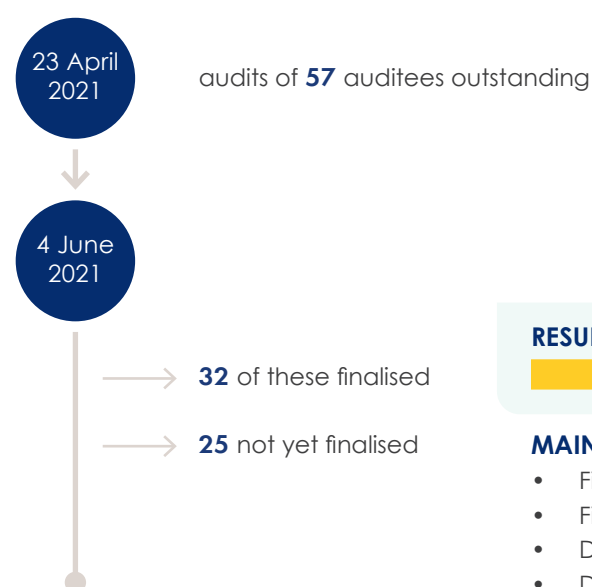 23 April
2021
audits of 57 auditees outstanding
4 June
2021
32 of these finalised
25 not yet finalised
MAIN
•
•
•
•